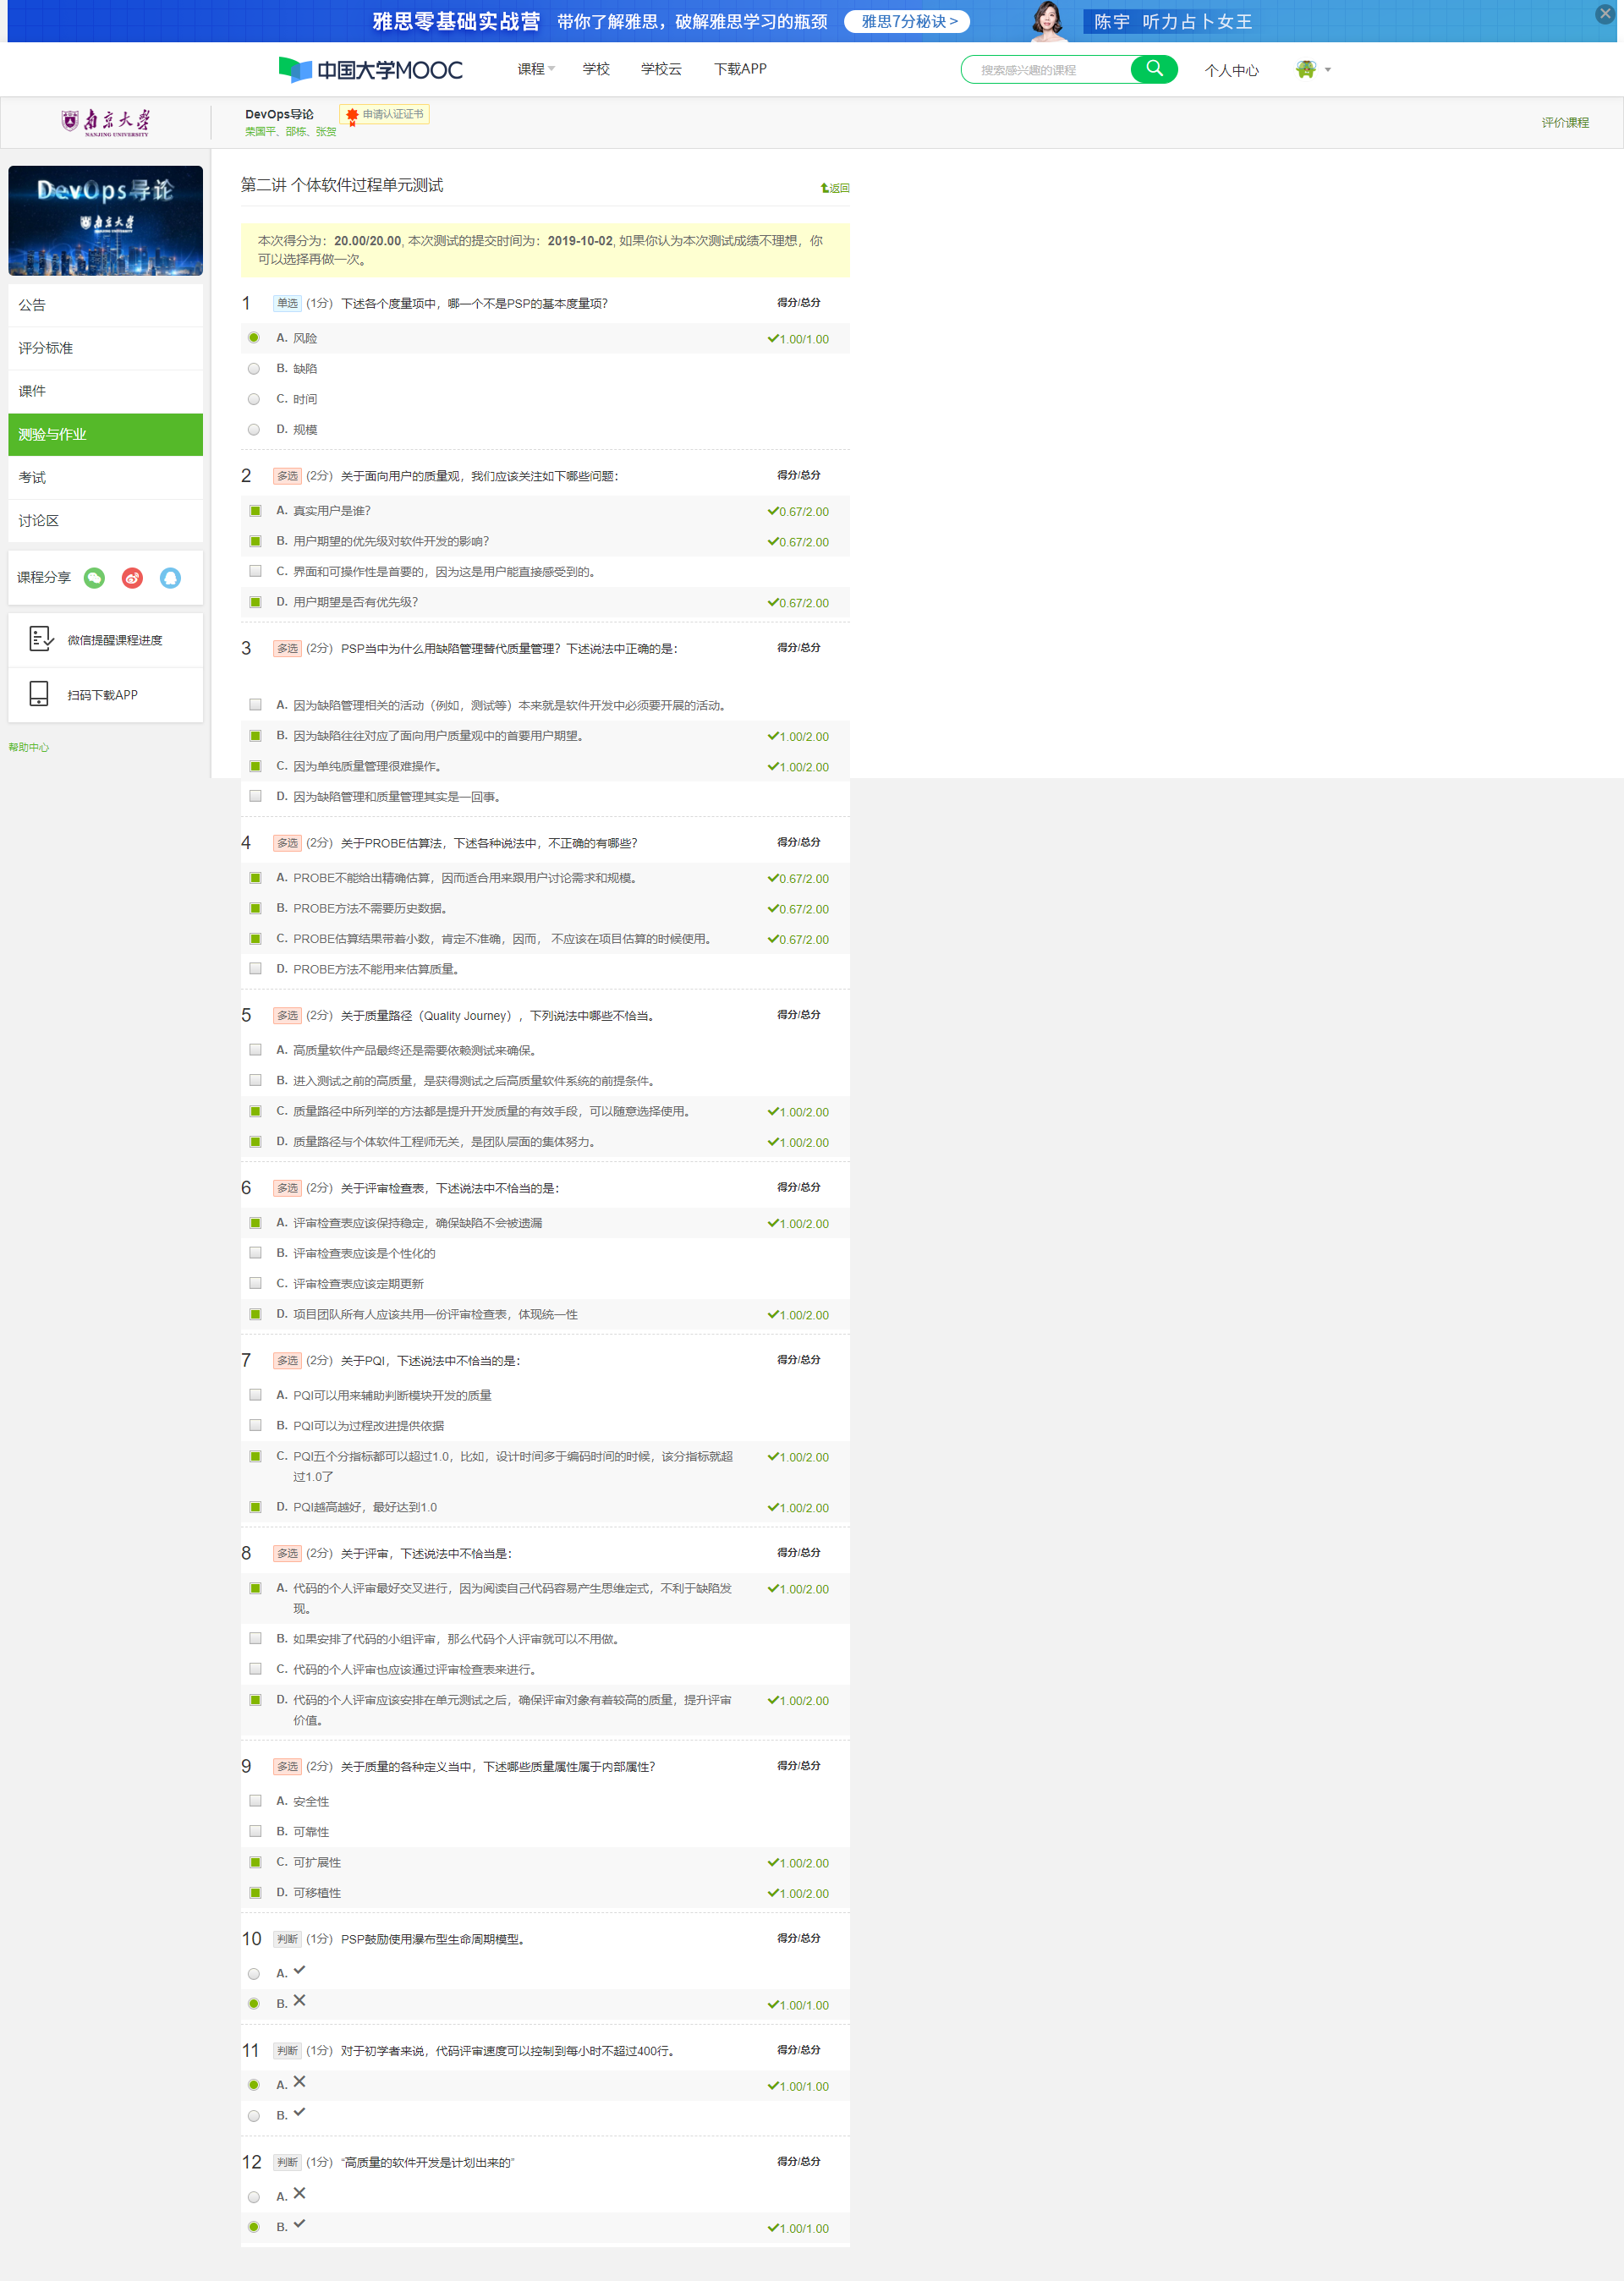 雅思零基础实战营 带你了解雅思，破解雅思学习的瓶颈 雅思7分秘诀 > 陈宇 听力占卜女王
中国大学MOOC 课程 学校 学校云 下载APP 搜索感兴趣的课程 个人中心
南京大学 NANJING UNIVERSITY
DevOps导论 申请认证证书
荣国平、邵栋、张贺
评价课程
DevOps导论
南京大学
公告
评分标准
课件
测验与作业
考试
讨论区
课程分享
微信提醒课程进度
扫码下载APP
帮助中心
第二讲 个体软件过程单元测试 返回
本次得分为：20.00/20.00, 本次测试的提交时间为：2019-10-02, 如果你认为本次测试成绩不理想，你
可以选择再做一次。
1 单选 (1分) 下述各个度量项中，哪一个不是PSP的基本度量项？ 得分/总分
A. 风险 1.00/1.00
B. 缺陷
C. 时间
D. 规模
2 多选 (2分) 关于面向用户的质量观，我们应该关注如下哪些问题： 得分/总分
A. 真实用户是谁？ 0.67/2.00
B. 用户期望的优先级对软件开发的影响？ 0.67/2.00
C. 界面和可操作性是首要的，因为这是用户能直接感受到的。
D. 用户期望是否有优先级？ 0.67/2.00
3 多选 (2分) PSP当中为什么用缺陷管理替代质量管理？下述说法中正确的是： 得分/总分
A. 因为缺陷管理相关的活动（例如，测试等）本来就是软件开发中必须要开展的活动。
B. 因为缺陷往往对应了面向用户质量观中的首要用户期望。 1.00/2.00
C. 因为单纯质量管理很难操作。 1.00/2.00
D. 因为缺陷管理和质量管理其实是一回事。
4 多选 (2分) 关于PROBE估算法，下述各种说法中，不正确的有哪些？ 得分/总分
A. PROBE不能给出精确估算，因而适合用来跟用户讨论需求和规模。 0.67/2.00
B. PROBE方法不需要历史数据。 0.67/2.00
C. PROBE估算结果带着小数，肯定不准确，因而， 不应该在项目估算的时候使用。 0.67/2.00
D. PROBE方法不能用来估算质量。
5 多选 (2分) 关于质量路径（Quality Journey），下列说法中哪些不恰当。 得分/总分
A. 高质量软件产品最终还是需要依赖测试来确保。
B. 进入测试之前的高质量，是获得测试之后高质量软件系统的前提条件。
C. 质量路径中所列举的方法都是提升开发质量的有效手段，可以随意选择使用。 1.00/2.00
D. 质量路径与个体软件工程师无关，是团队层面的集体努力。 1.00/2.00
6 多选 (2分) 关于评审检查表，下述说法中不恰当的是： 得分/总分
A. 评审检查表应该保持稳定，确保缺陷不会被遗漏 1.00/2.00
B. 评审检查表应该是个性化的
C. 评审检查表应该定期更新
D. 项目团队所有人应该共用一份评审检查表，体现统一性 1.00/2.00
7 多选 (2分) 关于PQI，下述说法中不恰当的是： 得分/总分
A. PQI可以用来辅助判断模块开发的质量
B. PQI可以为过程改进提供依据
C. PQI五个分指标都可以超过1.0，比如，设计时间多于编码时间的时候，该分指标就超 1.00/2.00
过1.0了
D. PQI越高越好，最好达到1.0 1.00/2.00
8 多选 (2分) 关于评审，下述说法中不恰当是： 得分/总分
A. 代码的个人评审最好交叉进行，因为阅读自己代码容易产生思维定式，不利于缺陷发 1.00/2.00
现。
B. 如果安排了代码的小组评审，那么代码个人评审就可以不用做。
C. 代码的个人评审也应该通过评审检查表来进行。
D. 代码的个人评审应该安排在单元测试之后，确保评审对象有着较高的质量，提升评审 1.00/2.00
价值。
9 多选 (2分) 关于质量的各种定义当中，下述哪些质量属性属于内部属性？ 得分/总分
A. 安全性
B. 可靠性
C. 可扩展性 1.00/2.00
D. 可移植性 1.00/2.00
10 判断 (1分) PSP鼓励使用瀑布型生命周期模型。 得分/总分
A.
B. 1.00/1.00
11 判断 (1分) 对于初学者来说，代码评审速度可以控制到每小时不超过400行。 得分/总分
A. 1.00/1.00
B.
12 判断 (1分) “高质量的软件开发是计划出来的” 得分/总分
A.
B. 1.00/1.00